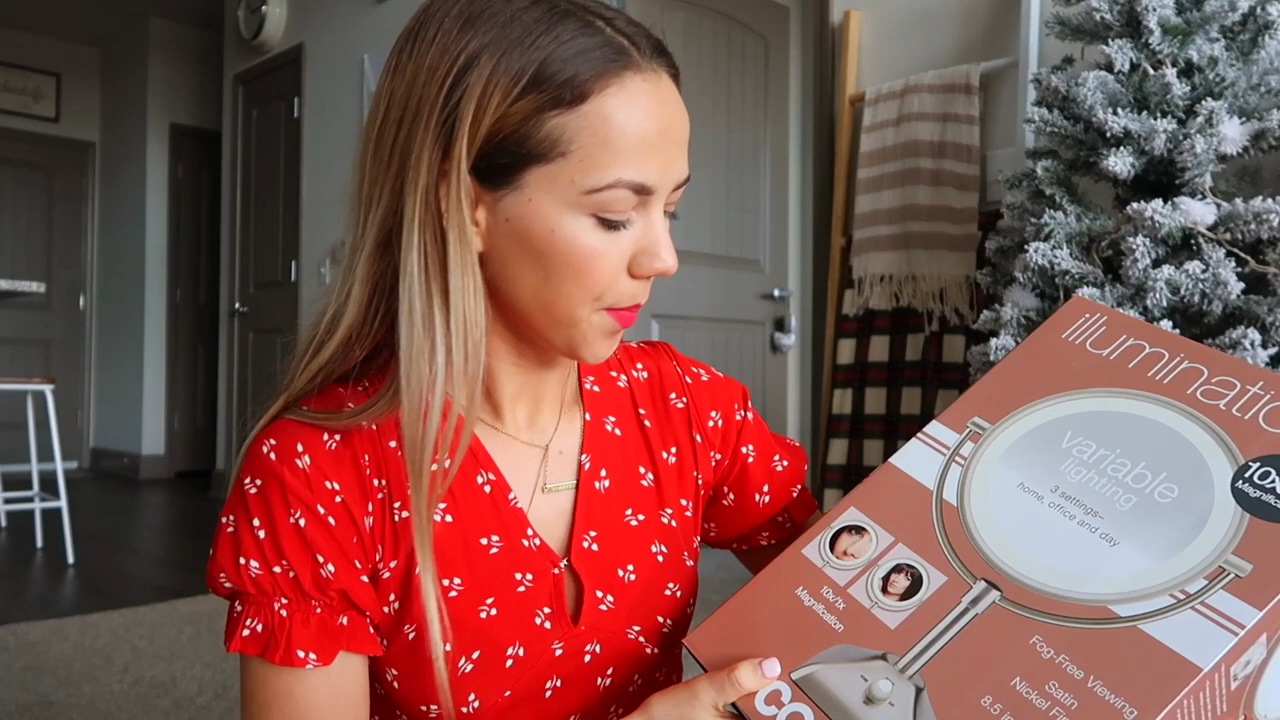 illuminatio
variable
lighting
3 settings–
home, office and day
10x
Magnific
10x/1x
Magnification
Fog-Free Viewing
Satin
Nickel Fi
8.5 in
CO